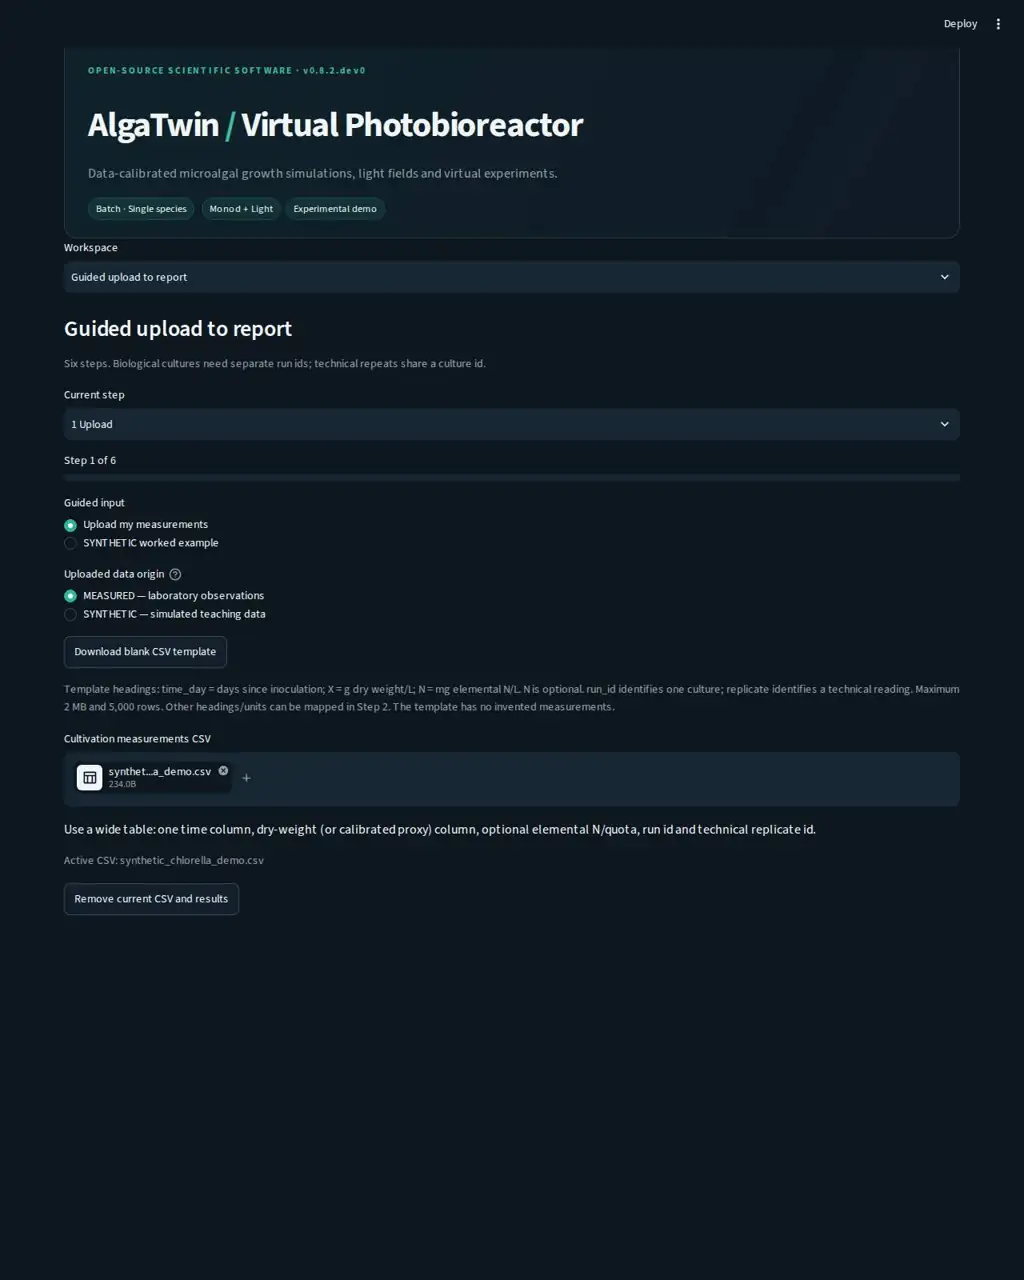 Deploy
OPEN-SOURCE SCIENTIFIC SOFTWARE · v0.8.2.dev0
AlgaTwin / Virtual Photobioreactor
Data-calibrated microalgal growth simulations, light fields and virtual experiments.
Batch · Single species
Monod + Light
Experimental demo
Workspace
Guided upload to report
Guided upload to report
Six steps. Biological cultures need separate run ids; technical repeats share a culture id.
Current step
1 Upload
Step 1 of 6
Guided input
Upload my measurements
SYNTHETIC worked example
Uploaded data origin
MEASURED — laboratory observations
SYNTHETIC — simulated teaching data
Download blank CSV template
Template headings: time_day = days since inoculation; X = g dry weight/L; N = mg elemental N/L. N is optional. run_id identifies one culture; replicate identifies a technical reading. Maximum
2 MB and 5,000 rows. Other headings/units can be mapped in Step 2. The template has no invented measurements.
Cultivation measurements CSV
synthet...a_demo.csv
234.0B
Use a wide table: one time column, dry-weight (or calibrated proxy) column, optional elemental N/quota, run id and technical replicate id.
Active CSV: synthetic_chlorella_demo.csv
Remove current CSV and results